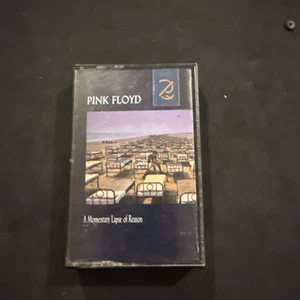 PINK FLOYD
A Momentary Lapse of Reason